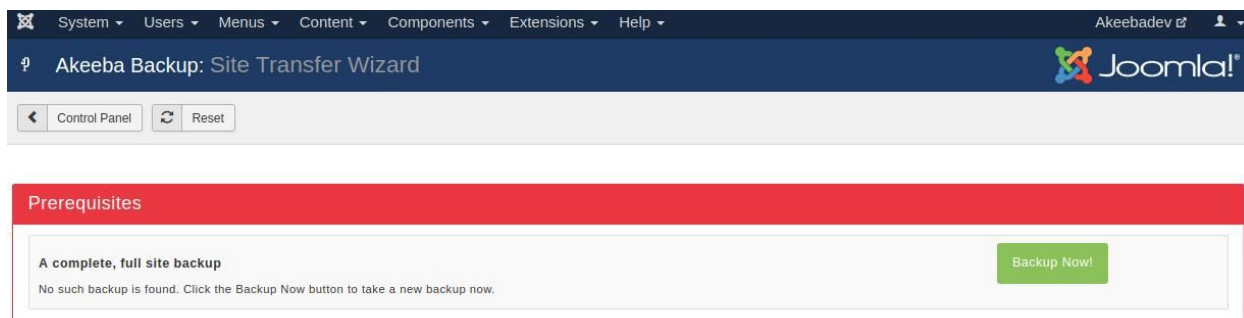 System Users Menus Content Components Extensions Help Akeebadev
Akeeba Backup: Site Transfer Wizard Joomla!®
Control Panel Reset
Prerequisites
A complete, full site backup
Backup Now!
No such backup is found. Click the Backup Now button to take a new backup now.